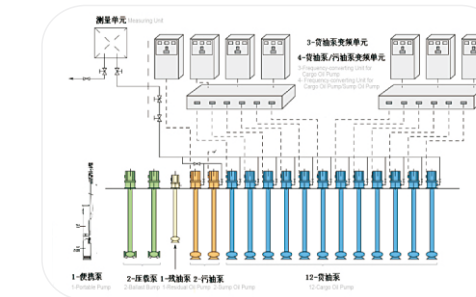 测量单元 Measuring Unit
3-货油泵变频单元
4-货油泵/污油泵变频单元
3-Frequency-converting Unit for
Cargo Oil Pump
4- Frequency-converting Unit for
Cargo Oil Pump/Sump Oil Pump
1-便携泵 2-压载泵 1-残油泵 2-污油泵 12-货油泵
1-Portable Pump 2-Ballast Pump 1-Residual Oil Pump 2-Sump Oil Pump 12-Cargo Oil Pump